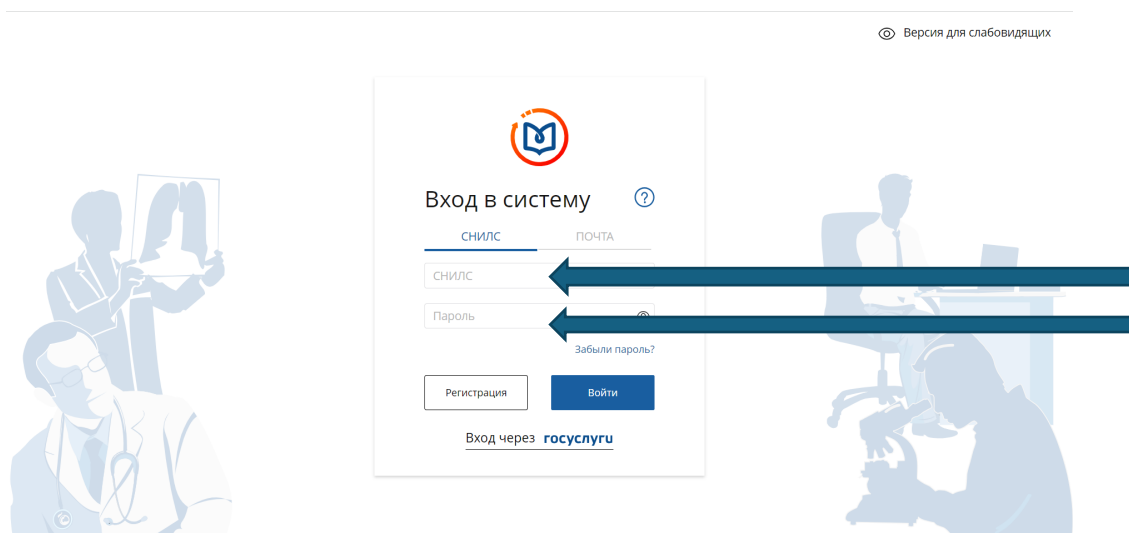 Версия для слабовидящих
Вход в систему
СНИЛС ПОЧТА
СНИЛС
Пароль
Забыли пароль?
Регистрация Войти
Вход через госуслуги